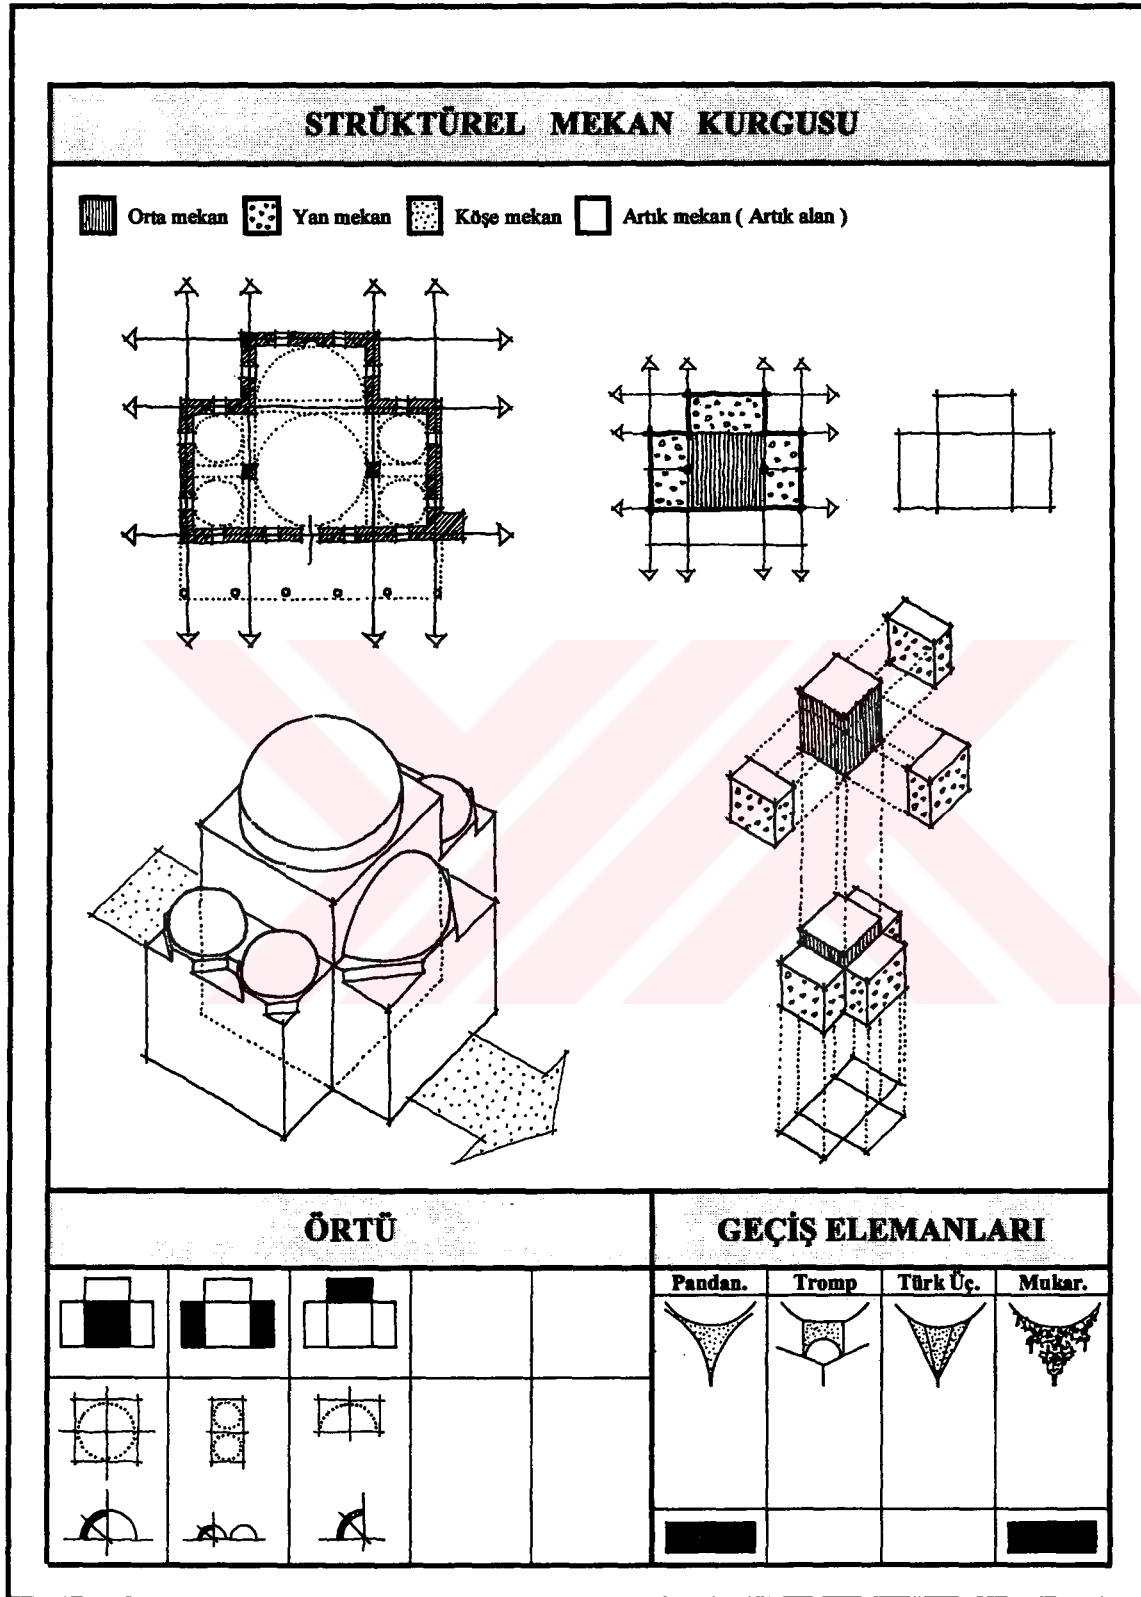 STRÜKTÜREL MEKAN KURGUSU
Orta mekan Yan mekan Köşe mekan Artık mekan ( Artık alan )
ÖRTÜ
GEÇİŞ ELEMANLARI
Pandan. Tromp Türk Üç. Mukar.